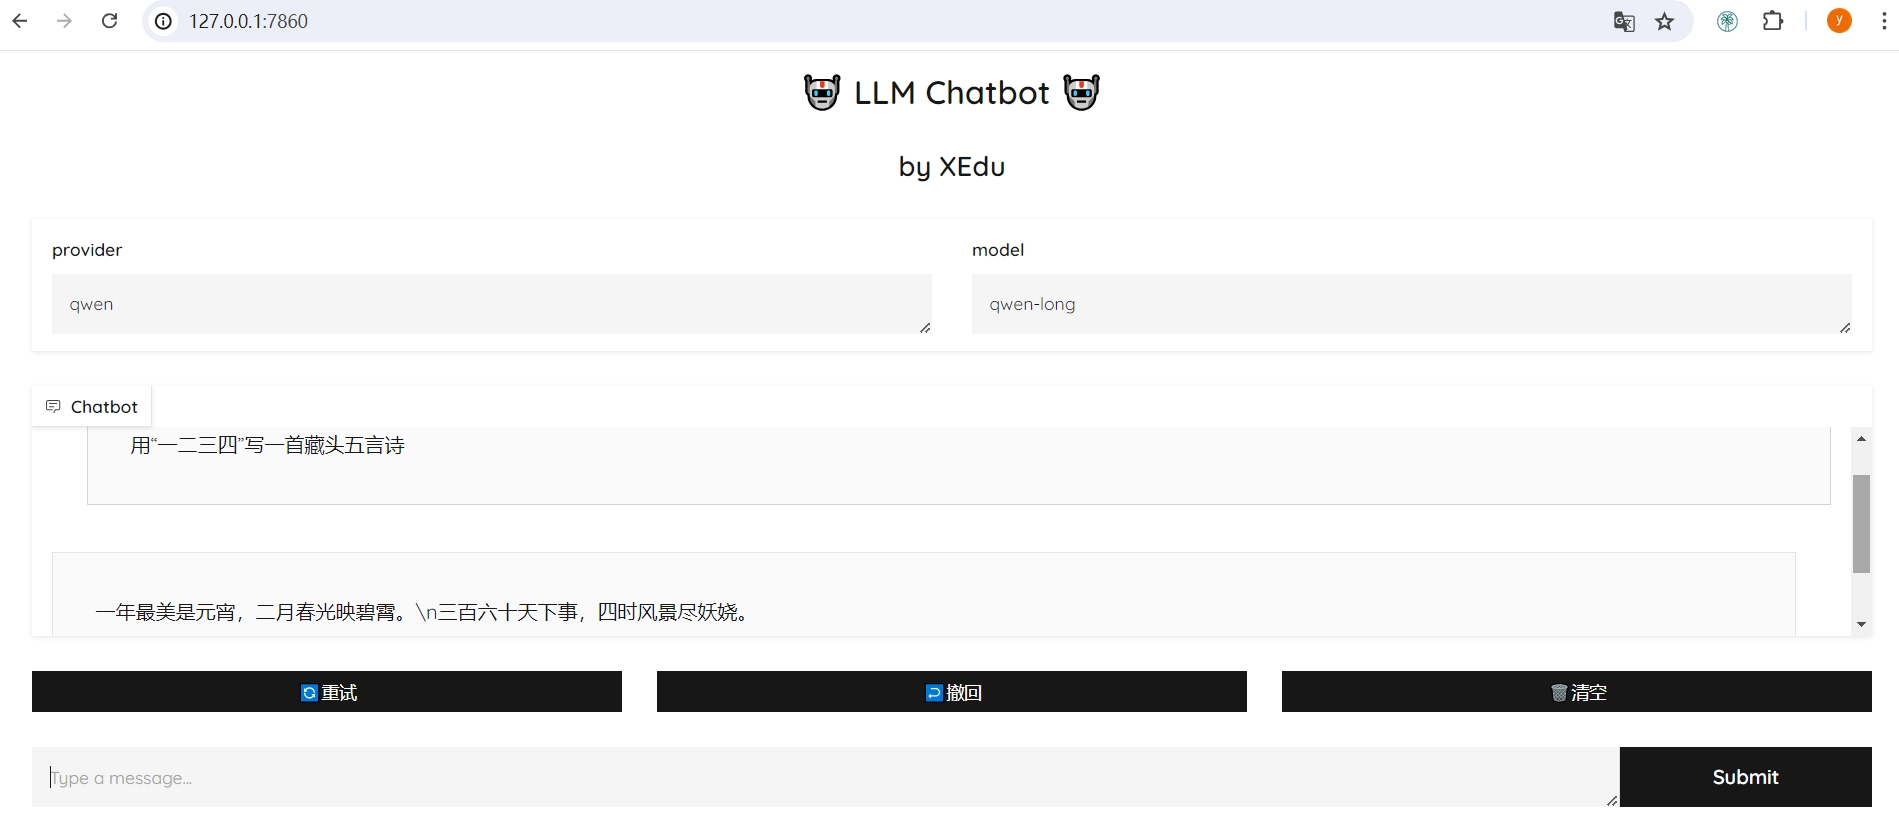 127.0.0.1:7860
y
LLM Chatbot
by XEdu
provider
model
qwen
qwen-long
Chatbot
用“一二三四”写一首藏头五言诗
一年最美是元宵，二月春光映碧霄。\n三百六十天下事，四时风景尽妖娆。
重试
撤回
清空
Type a message...
Submit